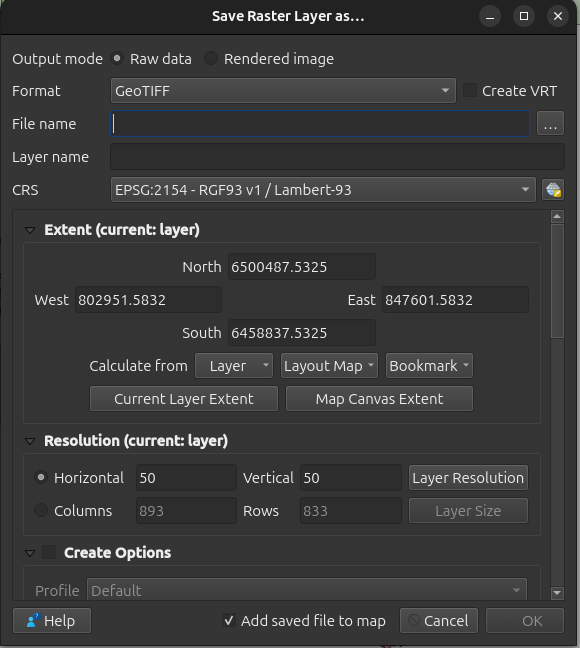 Save Raster Layer as…
Output mode Raw data Rendered image
Format GeoTIFF Create VRT
File name …
Layer name
CRS EPSG:2154 - RGF93 v1 / Lambert-93
Extent (current: layer)
North 6500487.5325
West 802951.5832 East 847601.5832
South 6458837.5325
Calculate from Layer Layout Map Bookmark
Current Layer Extent Map Canvas Extent
Resolution (current: layer)
Horizontal 50 Vertical 50 Layer Resolution
Columns 893 Rows 833 Layer Size
Create Options
Profile Default
Help Add saved file to map Cancel OK